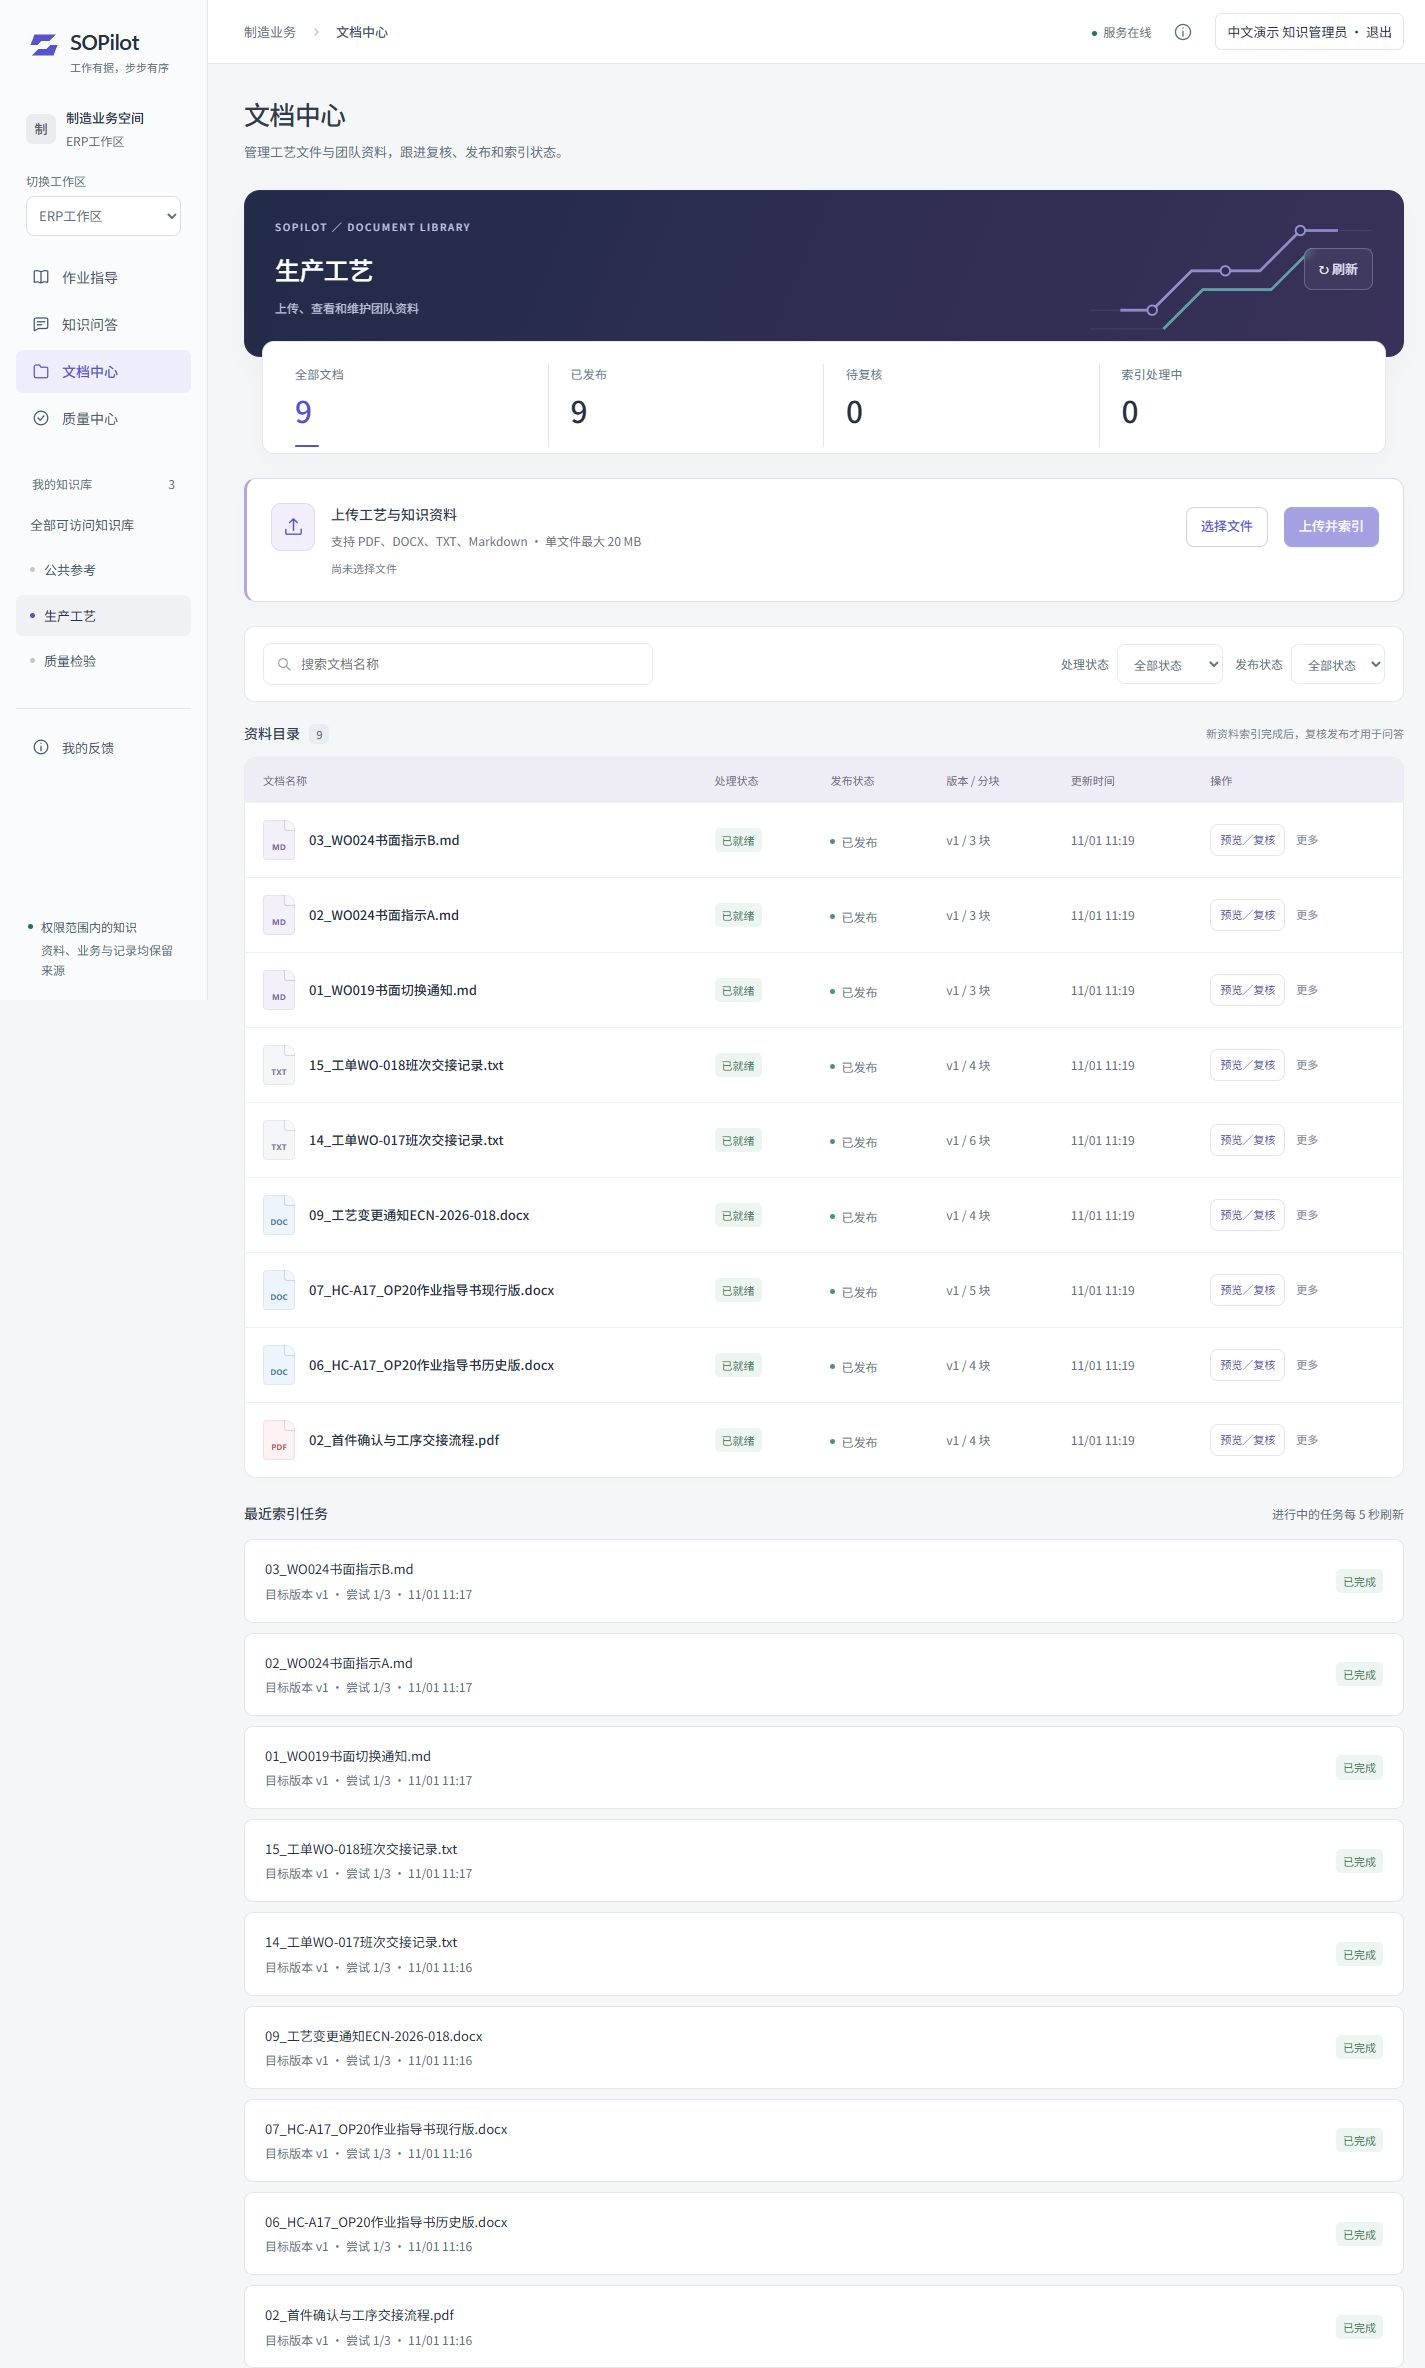 SOPilot
工作有据，步步有序
制
制造业务空间
ERP工作区
切换工作区
ERP工作区
作业指导
知识问答
文档中心
质量中心
我的知识库 3
全部可访问知识库
公共参考
生产工艺
质量检验
我的反馈
权限范围内的知识
资料、业务与记录均保留
来源
制造业务 › 文档中心
服务在线
中文演示 知识管理员 · 退出
文档中心
管理工艺文件与团队资料，跟进复核、发布和索引状态。
SOPILOT ／ DOCUMENT LIBRARY
生产工艺
上传、查看和维护团队资料
↻ 刷新
全部文档 已发布 待复核 索引处理中
9 9 0 0
上传工艺与知识资料
支持 PDF、DOCX、TXT、Markdown · 单文件最大 20 MB
尚未选择文件
选择文件 上传并索引
搜索文档名称
处理状态 全部状态 发布状态 全部状态
资料目录 9
新资料索引完成后，复核发布才用于问答
文档名称 处理状态 发布状态 版本 / 分块 更新时间 操作
MD 03_WO024书面指示B.md 已就绪 已发布 v1 / 3 块 11/01 11:19 预览／复核 更多
MD 02_WO024书面指示A.md 已就绪 已发布 v1 / 3 块 11/01 11:19 预览／复核 更多
MD 01_WO019书面切换通知.md 已就绪 已发布 v1 / 3 块 11/01 11:19 预览／复核 更多
TXT 15_工单WO-018班次交接记录.txt 已就绪 已发布 v1 / 4 块 11/01 11:19 预览／复核 更多
TXT 14_工单WO-017班次交接记录.txt 已就绪 已发布 v1 / 6 块 11/01 11:19 预览／复核 更多
DOC 09_工艺变更通知ECN-2026-018.docx 已就绪 已发布 v1 / 4 块 11/01 11:19 预览／复核 更多
DOC 07_HC-A17_OP20作业指导书现行版.docx 已就绪 已发布 v1 / 5 块 11/01 11:19 预览／复核 更多
DOC 06_HC-A17_OP20作业指导书历史版.docx 已就绪 已发布 v1 / 4 块 11/01 11:19 预览／复核 更多
PDF 02_首件确认与工序交接流程.pdf 已就绪 已发布 v1 / 4 块 11/01 11:19 预览／复核 更多
最近索引任务 进行中的任务每 5 秒刷新
03_WO024书面指示B.md
目标版本 v1 · 尝试 1/3 · 11/01 11:17
已完成
02_WO024书面指示A.md
目标版本 v1 · 尝试 1/3 · 11/01 11:17
已完成
01_WO019书面切换通知.md
目标版本 v1 · 尝试 1/3 · 11/01 11:17
已完成
15_工单WO-018班次交接记录.txt
目标版本 v1 · 尝试 1/3 · 11/01 11:17
已完成
14_工单WO-017班次交接记录.txt
目标版本 v1 · 尝试 1/3 · 11/01 11:16
已完成
09_工艺变更通知ECN-2026-018.docx
目标版本 v1 · 尝试 1/3 · 11/01 11:16
已完成
07_HC-A17_OP20作业指导书现行版.docx
目标版本 v1 · 尝试 1/3 · 11/01 11:16
已完成
06_HC-A17_OP20作业指导书历史版.docx
目标版本 v1 · 尝试 1/3 · 11/01 11:16
已完成
02_首件确认与工序交接流程.pdf
目标版本 v1 · 尝试 1/3 · 11/01 11:16
已完成